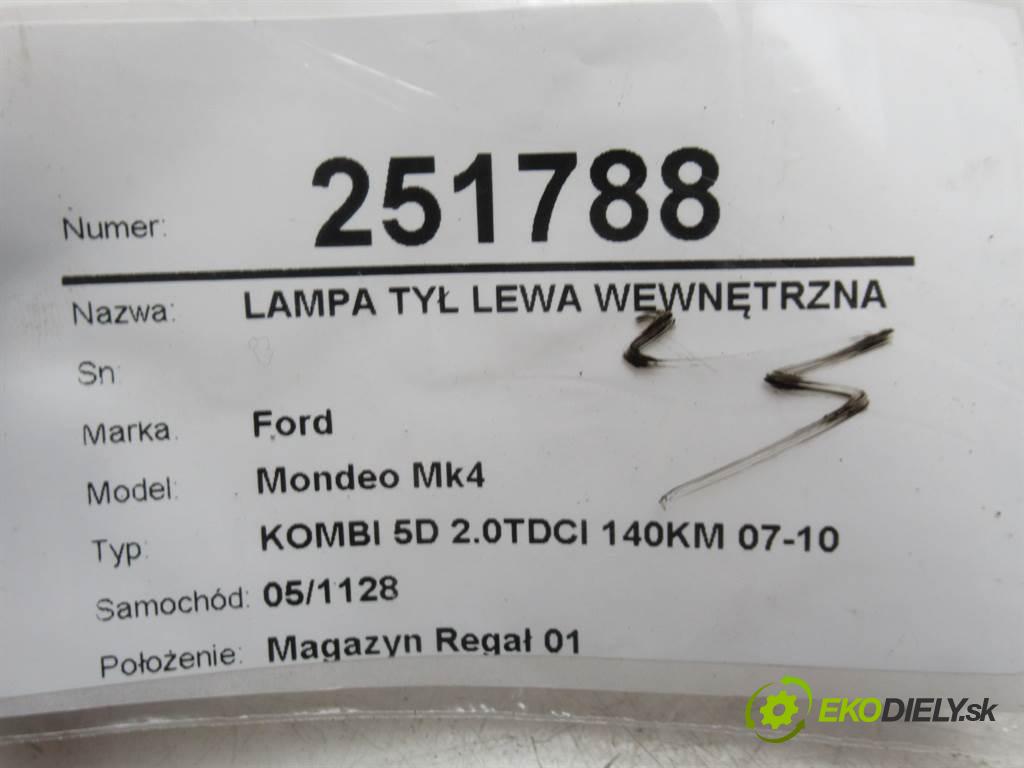 Numer: 251788
Nazwa: LAMPA TYŁ LEWA WEWNĘTRZNA
Sn:
Marka: Ford
Model: Mondeo Mk4
Typ: KOMBI 5D 2.0TDCI 140KM 07-10
Samochód: 05/1128
Położenie: Magazyn Regał 01
EKODIELY.sk